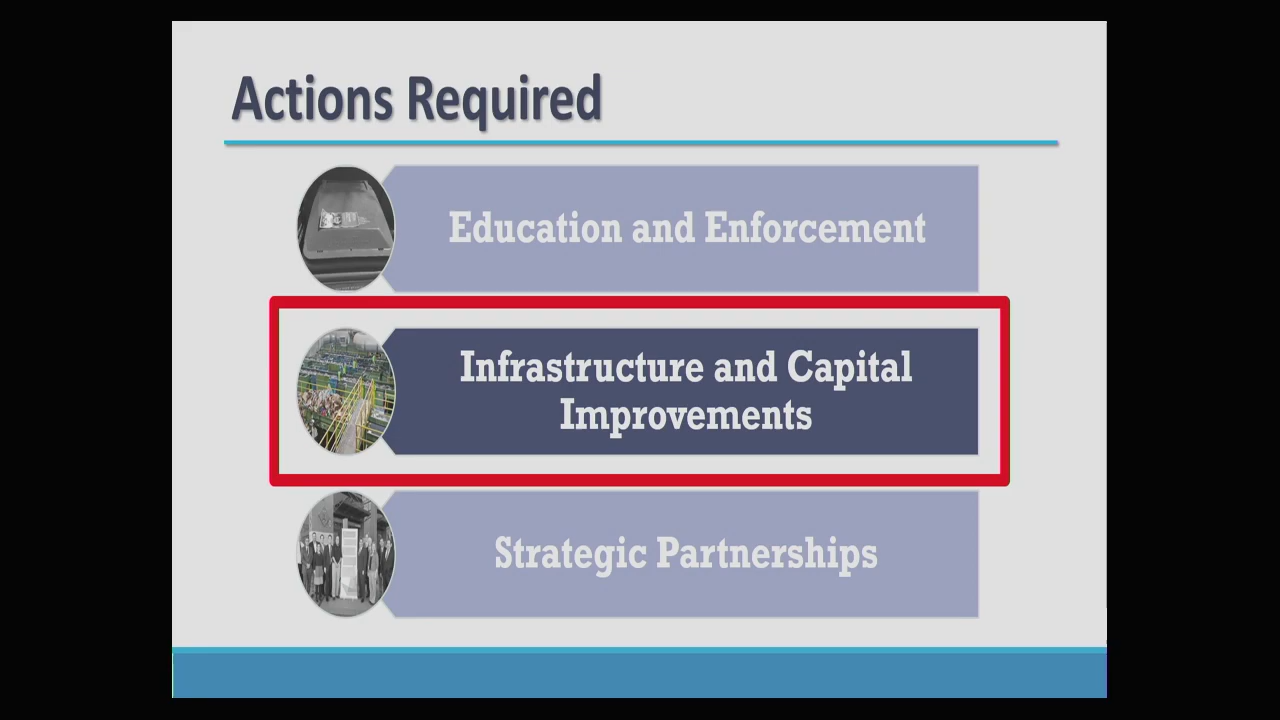 Actions Required
Education and Enforcement
Infrastructure and Capital
Improvements
Strategic Partnerships